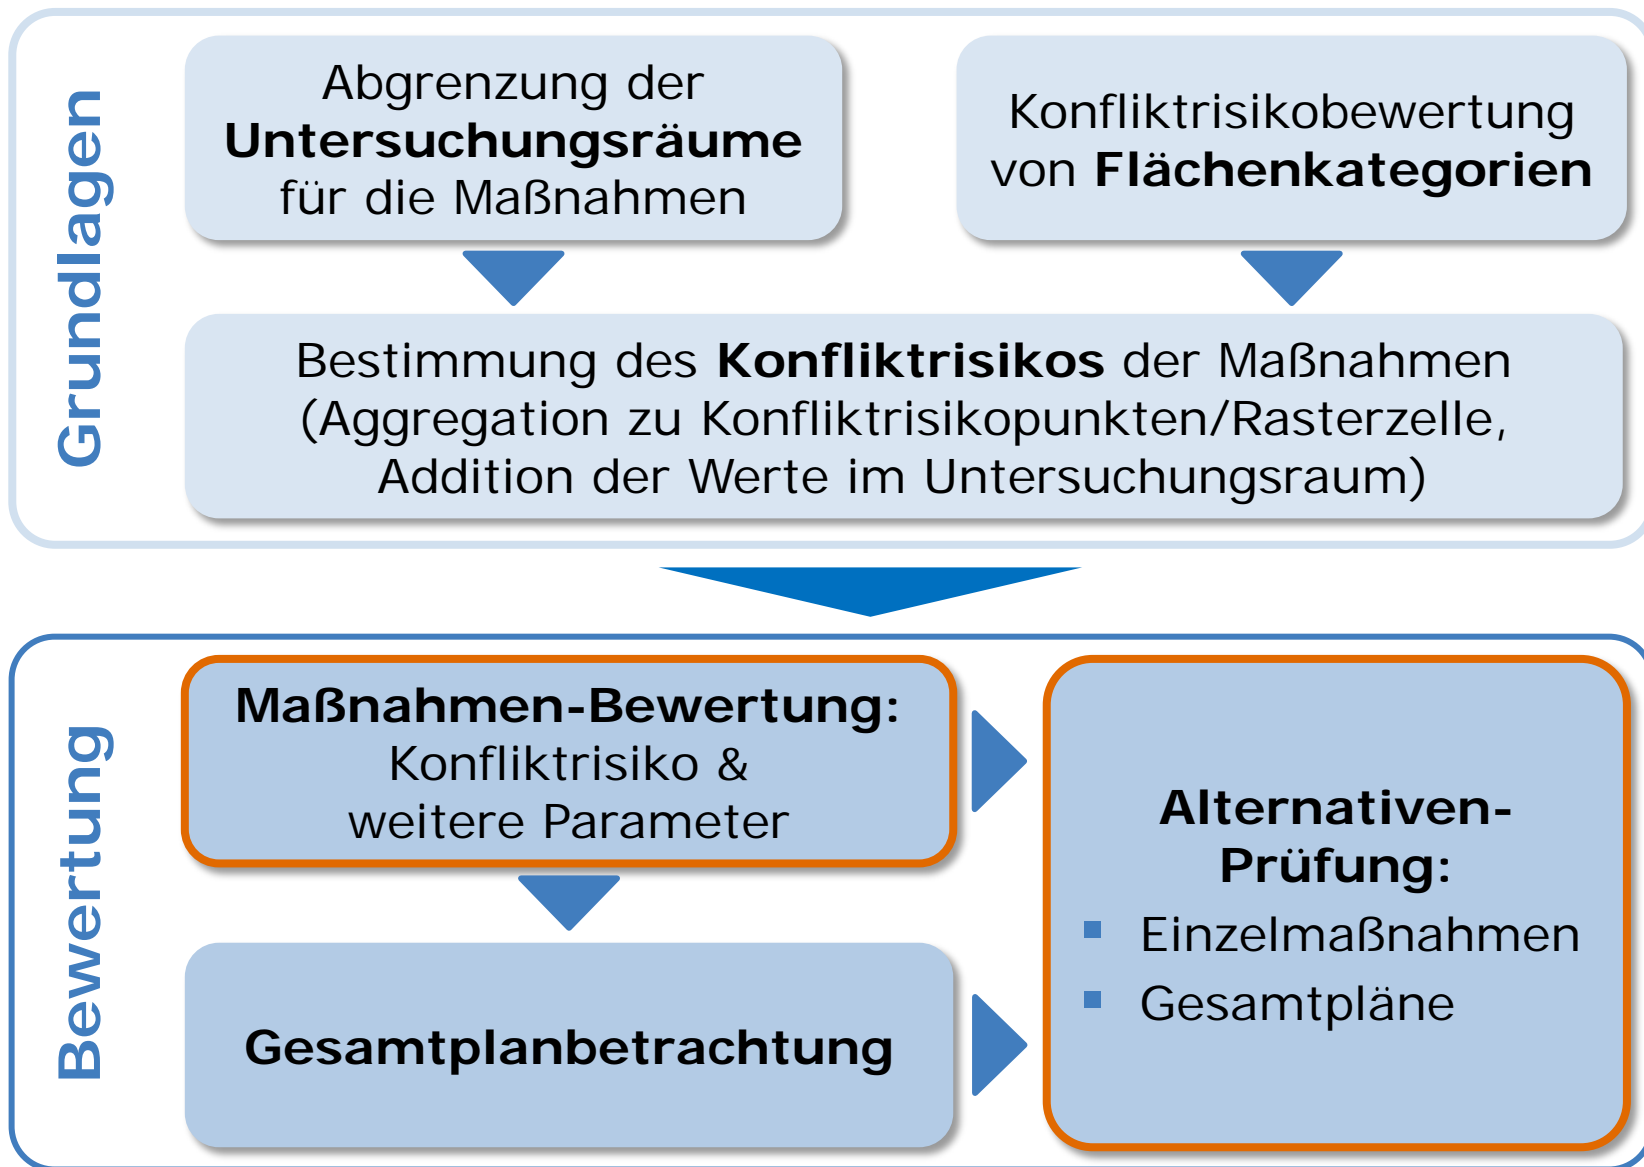 Grundlagen
Abgrenzung der
Untersuchungsräume
für die Maßnahmen
Konfliktrisikobewertung
von Flächenkategorien
Bestimmung des Konfliktrisikos der Maßnahmen
(Aggregation zu Konfliktrisikopunkten/Rasterzelle,
Addition der Werte im Untersuchungsraum)
Bewertung
Maßnahmen-Bewertung:
Konfliktrisiko &
weitere Parameter
Gesamtplanbetrachtung
Alternativen-
Prüfung:
Einzelmaßnahmen
Gesamtpläne